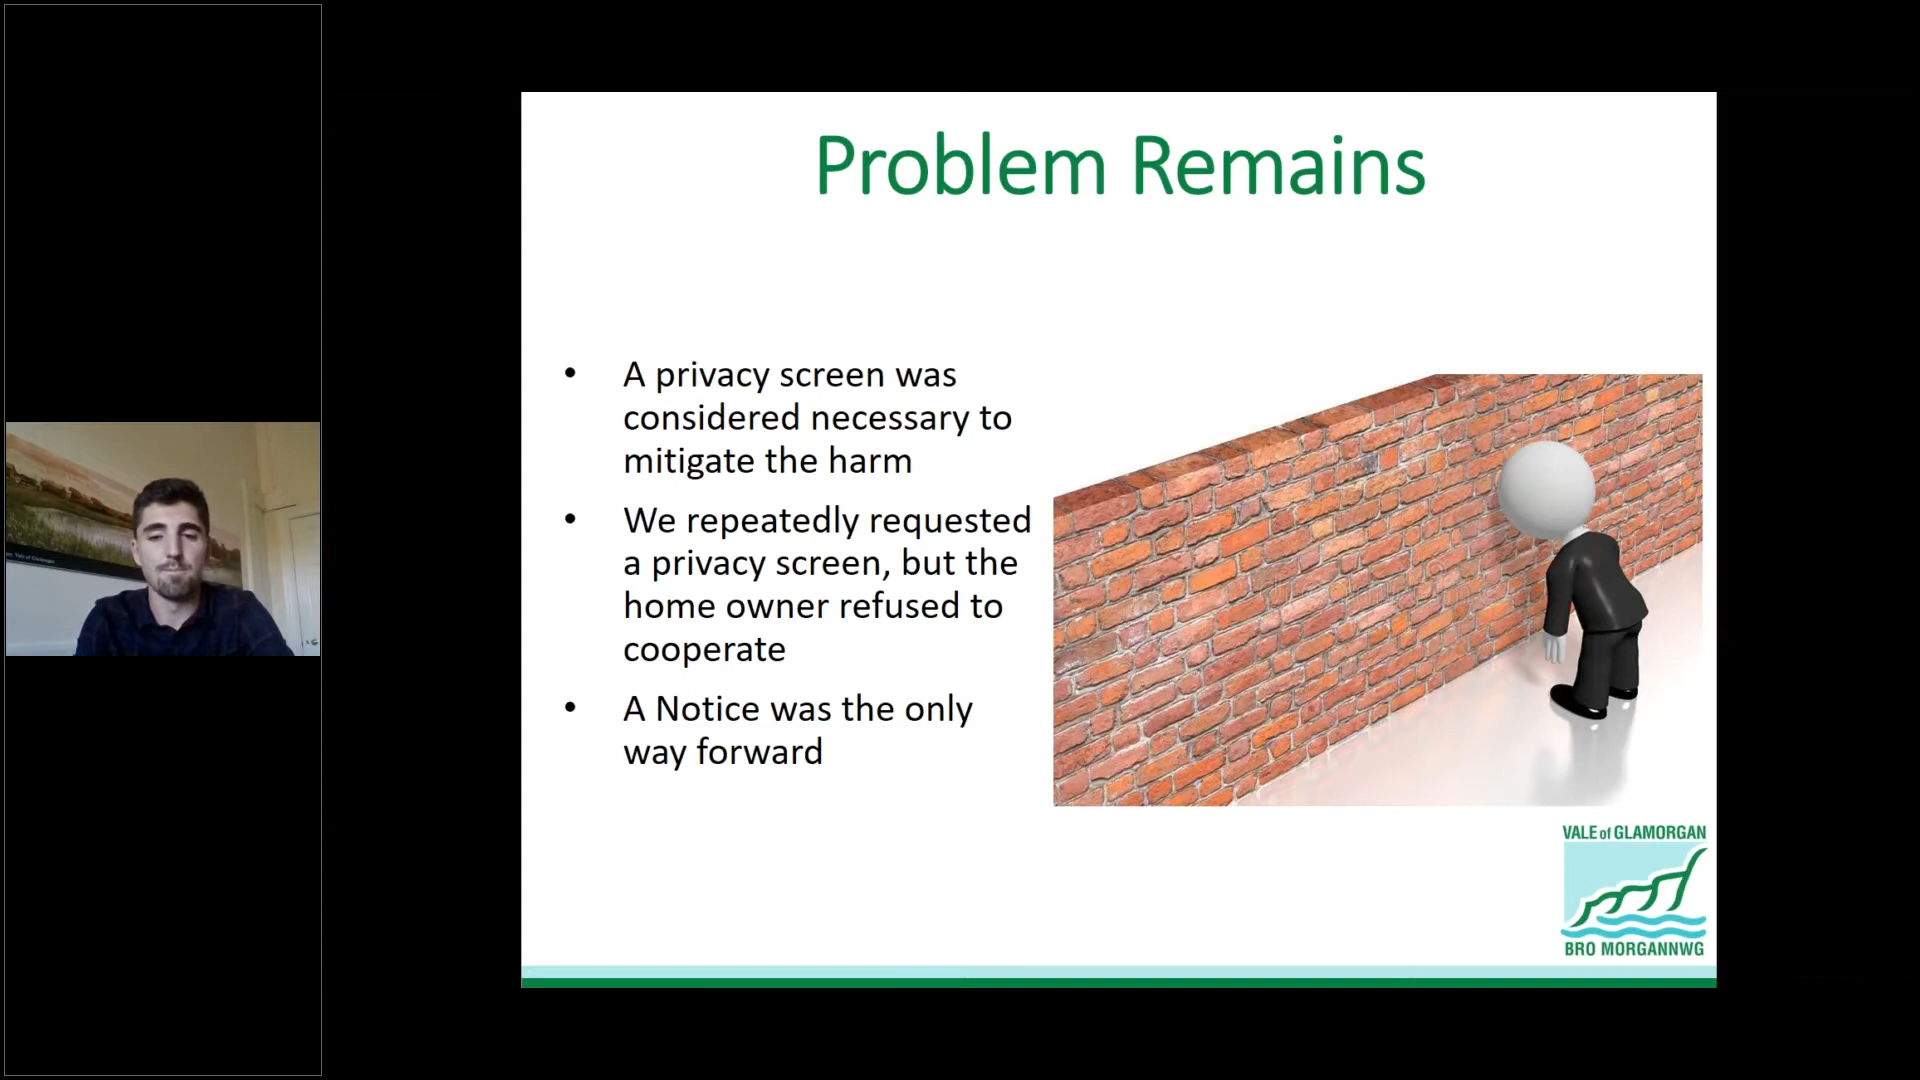 Problem Remains
• A privacy screen was
considered necessary to
mitigate the harm
• We repeatedly requested
a privacy screen, but the
home owner refused to
cooperate
• A Notice was the only
way forward
VALE of GLAMORGAN
BRO MORGANNWG